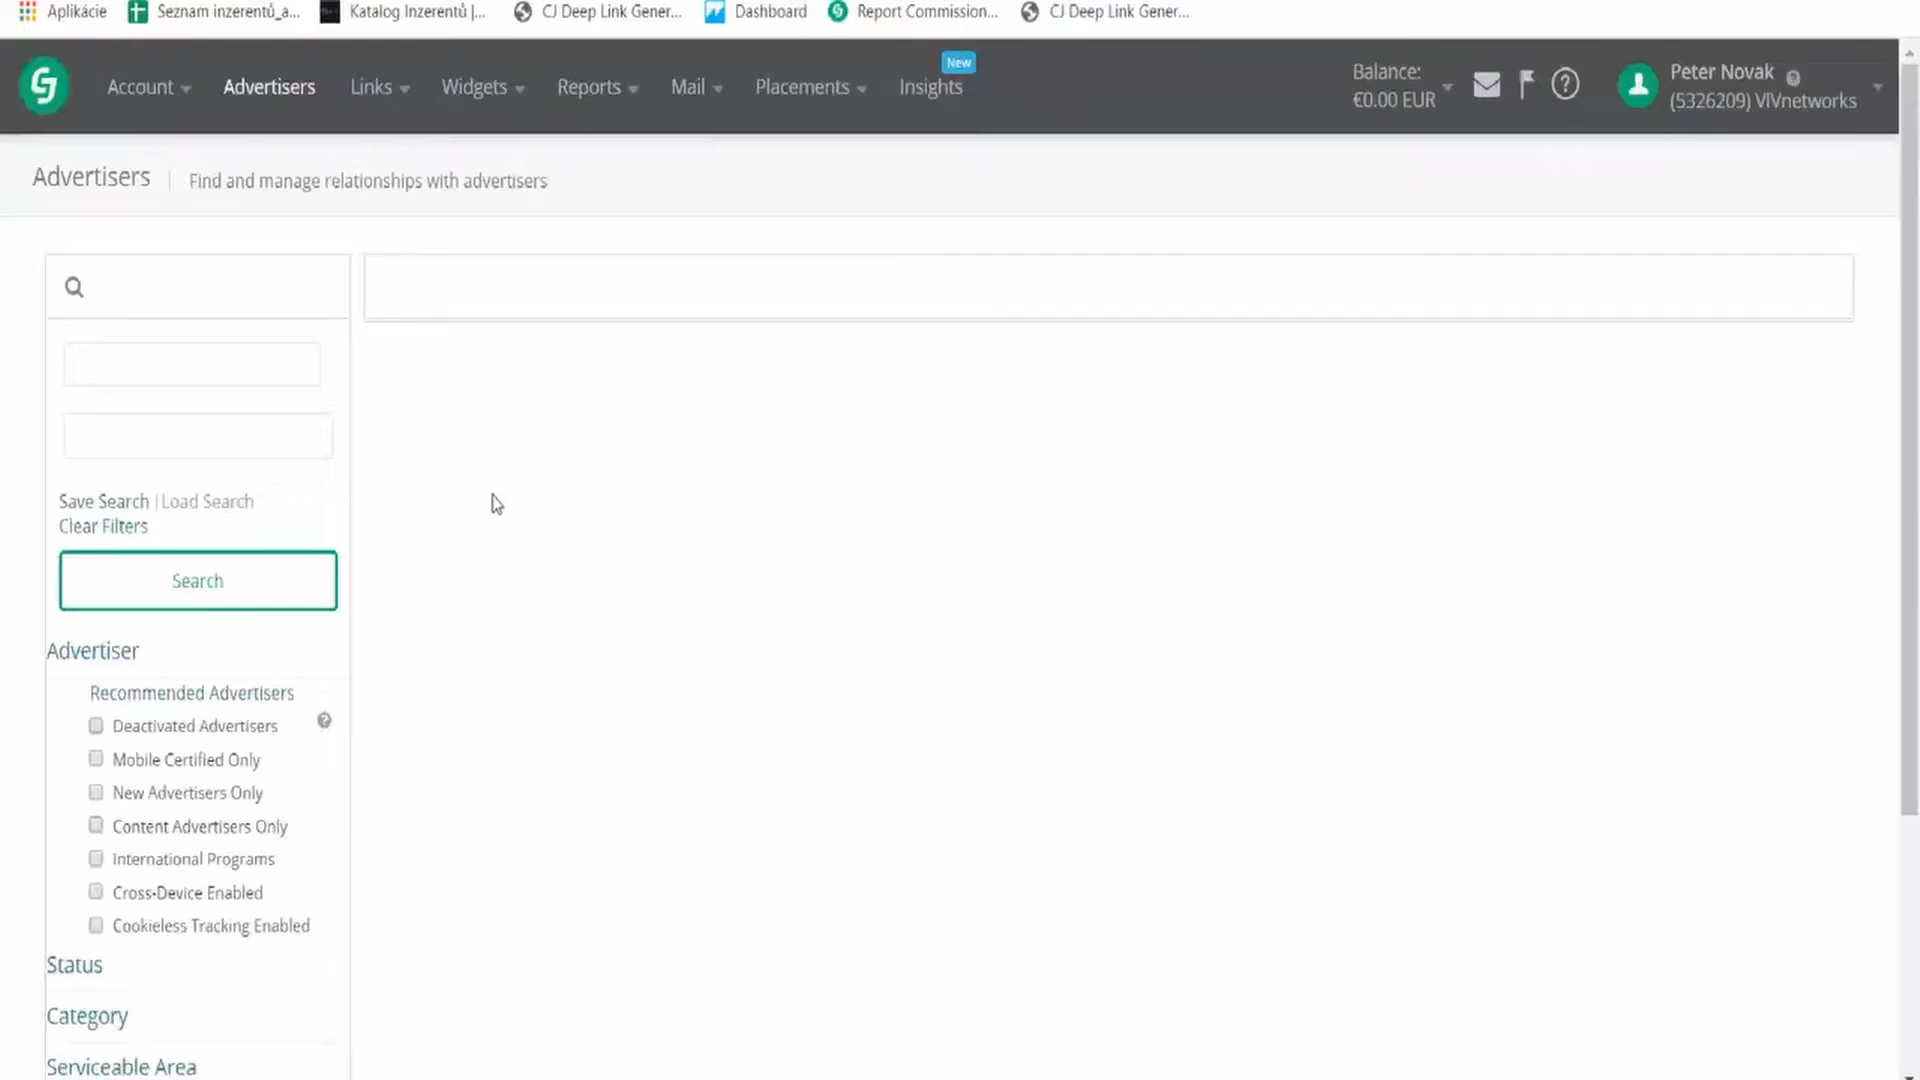 Aplikácie Seznam inzerentů_a... Katalog Inzerentů |... CJ Deep Link Gener... Dashboard Report Commission... CJ Deep Link Gener...
New
Account Advertisers Links Widgets Reports Mail Placements Insights
Balance:
€0.00 EUR
Peter Novak
(5326209) VIVnetworks
Advertisers Find and manage relationships with advertisers
Save Search | Load Search
Clear Filters
Search
Advertiser
Recommended Advertisers
Deactivated Advertisers
Mobile Certified Only
New Advertisers Only
Content Advertisers Only
International Programs
Cross-Device Enabled
Cookieless Tracking Enabled
Status
Category
Serviceable Area